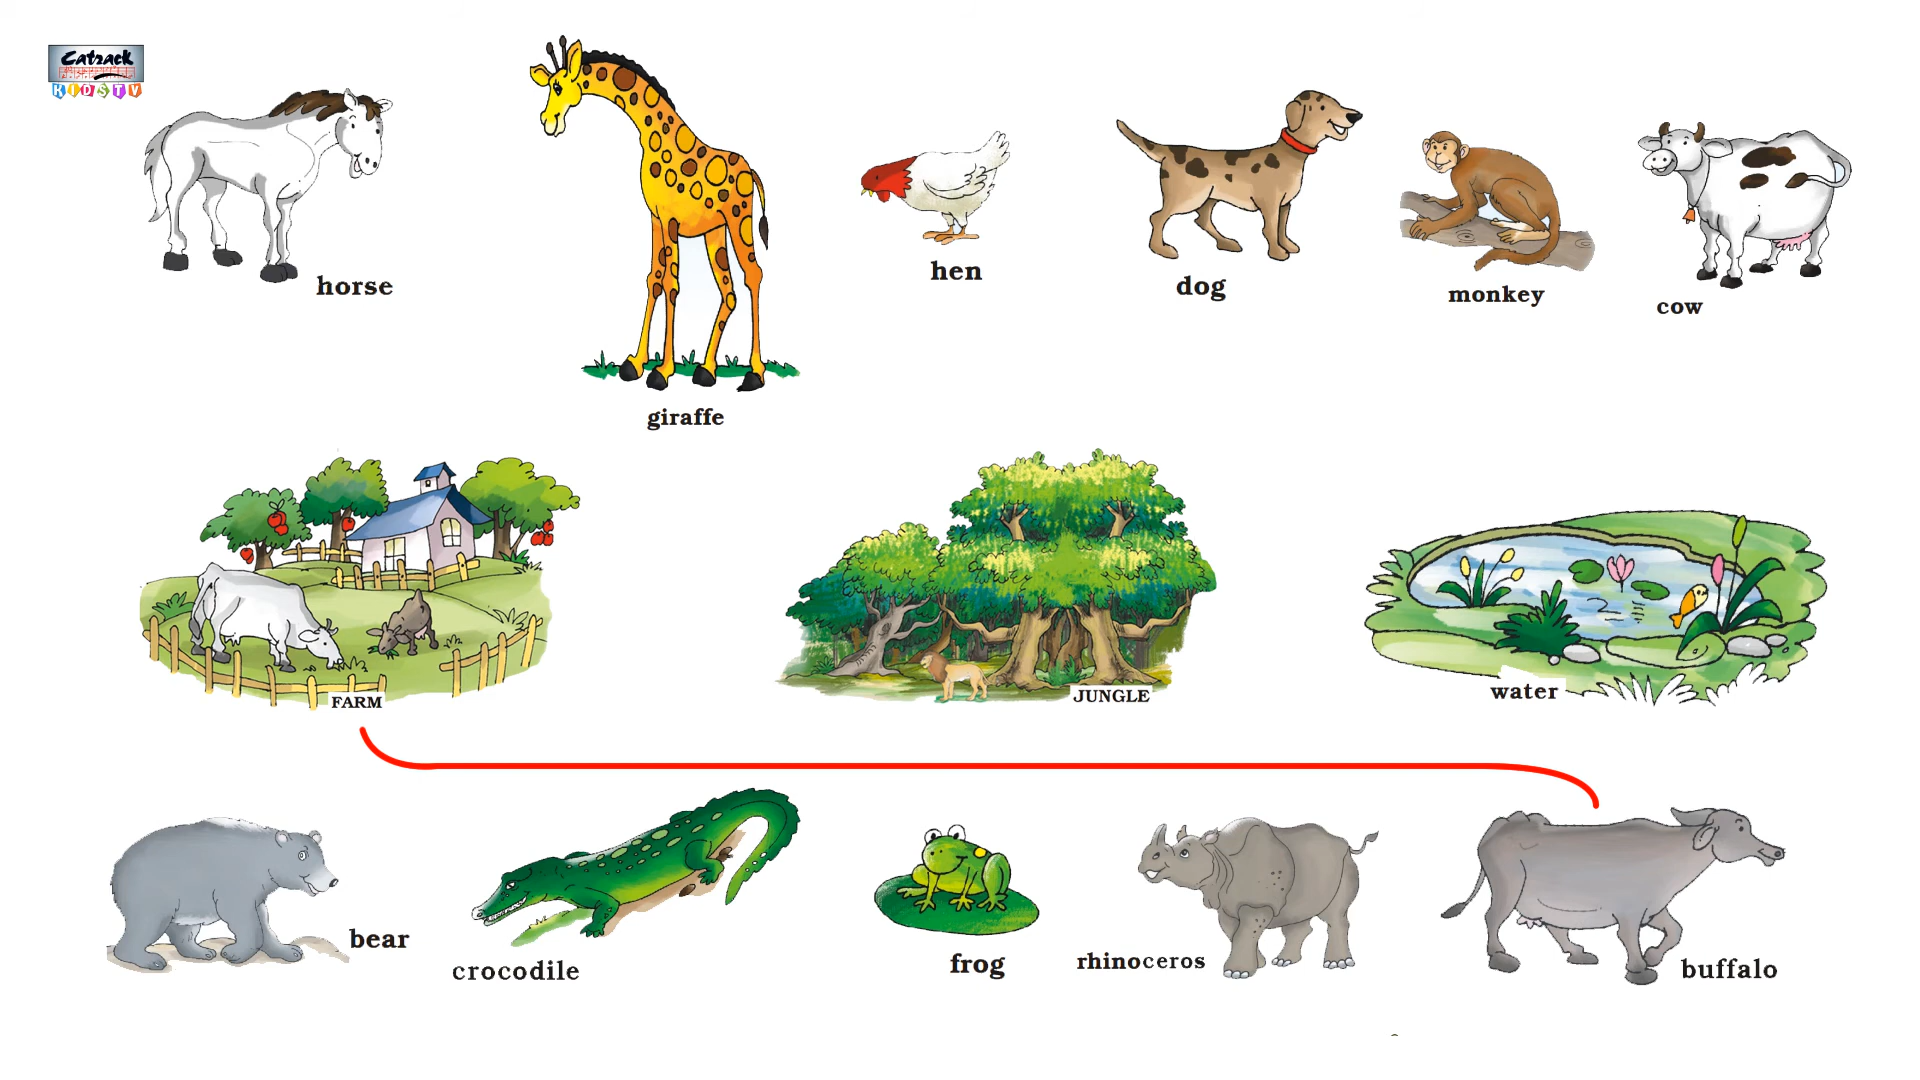 Catrack
KIDS TV
horse
giraffe
hen
dog
monkey
cow
FARM
JUNGLE
water
bear
crocodile
frog
rhinoceros
buffalo